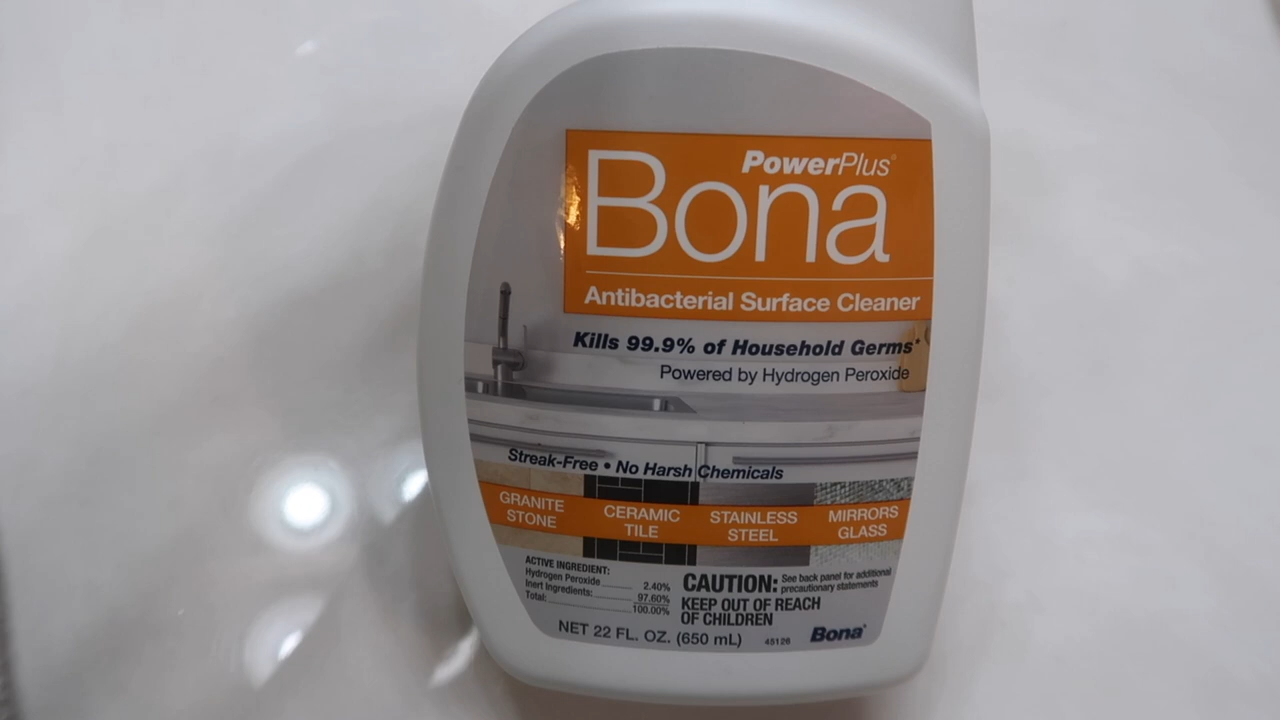 PowerPlus®
Bona
Antibacterial Surface Cleaner
Kills 99.9% of Household Germs*
Powered by Hydrogen Peroxide
Streak-Free • No Harsh Chemicals
GRANITE STONE
CERAMIC TILE
STAINLESS STEEL
MIRRORS GLASS
ACTIVE INGREDIENT:
Hydrogen Peroxide 2.40%
Inert Ingredients: 97.60%
Total: 100.00%
CAUTION: See back panel for additional precautionary statements
KEEP OUT OF REACH
OF CHILDREN
NET 22 FL. OZ. (650 mL)
45126
Bona®